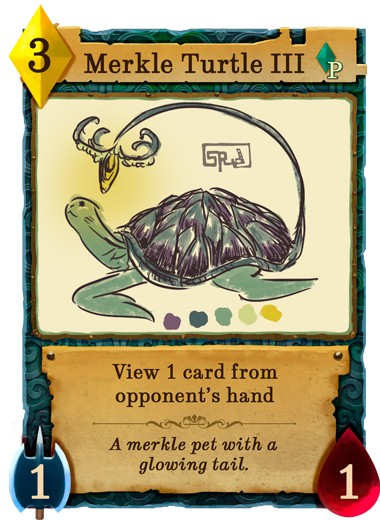 3
Merkle Turtle III
P
View 1 card from
opponent's hand
A merkle pet with a
glowing tail.
1
1